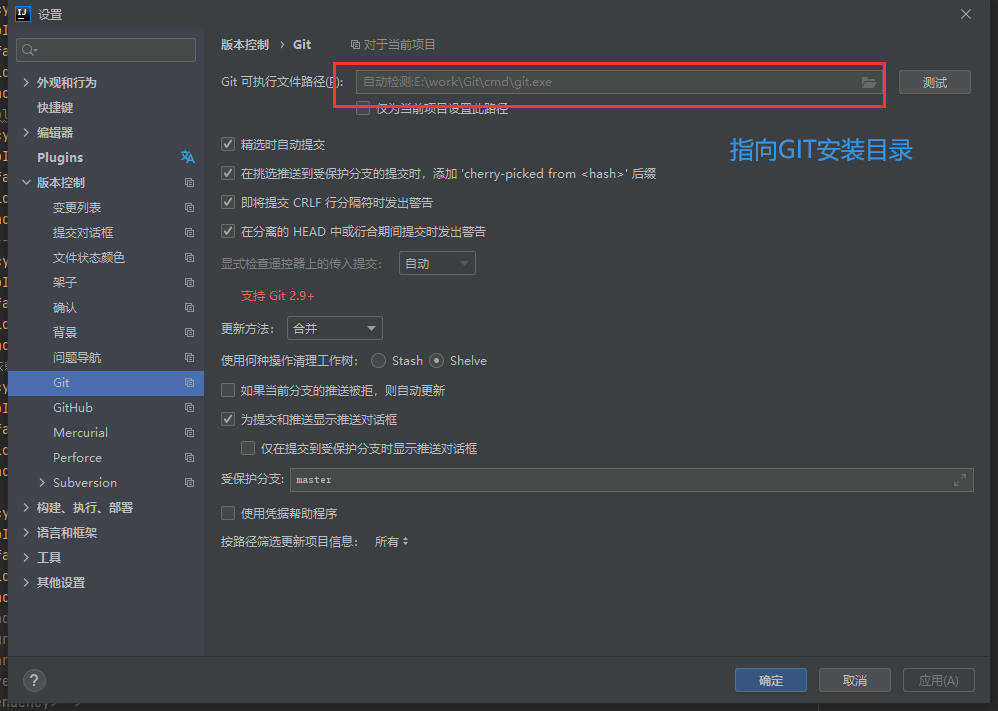 设置
版本控制 › Git
对于当前项目
外观和行为
快捷键
编辑器
Plugins
版本控制
变更列表
提交对话框
文件状态颜色
架子
确认
背景
问题导航
Git
GitHub
Mercurial
Perforce
Subversion
构建、执行、部署
语言和框架
工具
其他设置
Git 可执行文件路径(P):
自动检测:E:\work\Git\cmd\git.exe
测试
仅为当前项目设置此路径
指向GIT安装目录
精选时自动提交
在挑选推送到受保护分支的提交时，添加 'cherry-picked from <hash>' 后缀
即将提交 CRLF 行分隔符时发出警告
在分离的 HEAD 中或衍合期间提交时发出警告
显式检查遥控器上的传入提交： 自动
支持 Git 2.9+
更新方法： 合并
使用何种操作清理工作树： Stash Shelve
如果当前分支的推送被拒，则自动更新
为提交和推送显示推送对话框
仅在提交到受保护分支时显示推送对话框
受保护分支: master
使用凭据帮助程序
按路径筛选更新项目信息： 所有
?
确定
取消
应用(A)